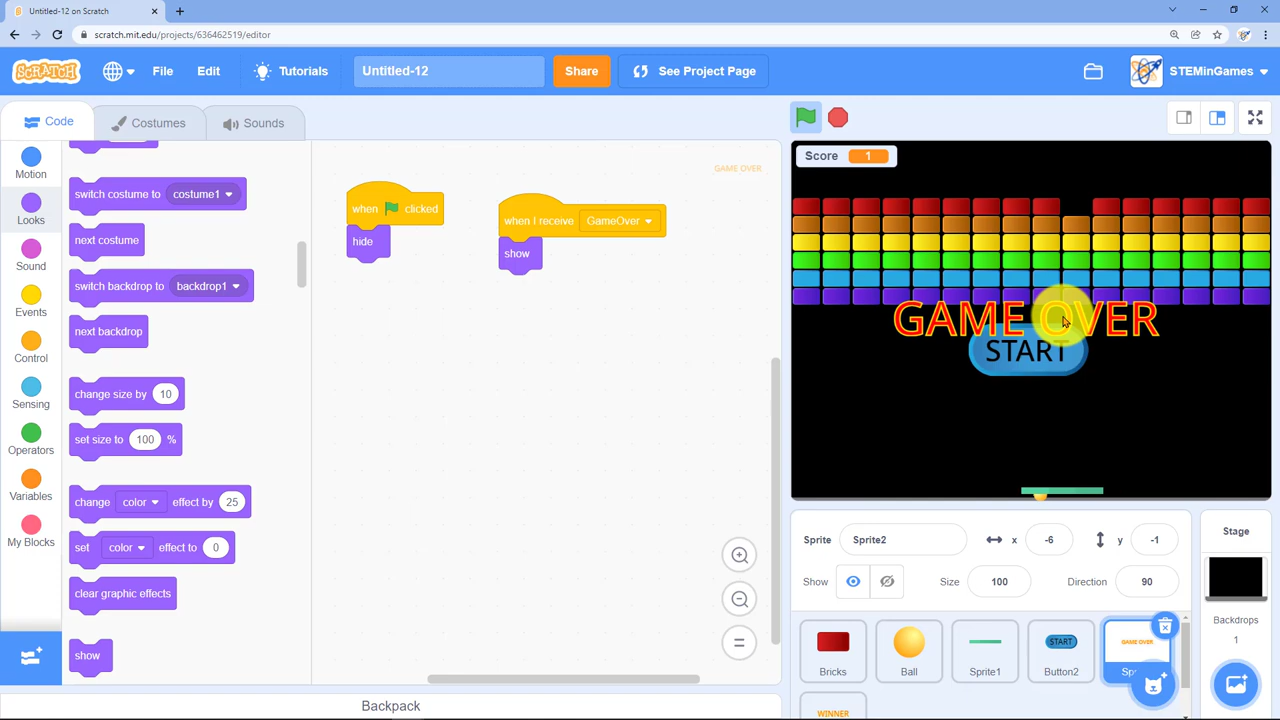 Untitled-12 on Scratch
scratch.mit.edu/projects/636462519/editor
SCRATCH
File
Edit
Tutorials
Untitled-12
Share
See Project Page
STEMinGames
Code
Costumes
Sounds
Motion
Looks
Sound
Events
Control
Sensing
Operators
Variables
My Blocks
switch costume to costume1
next costume
switch backdrop to backdrop1
next backdrop
change size by 10
set size to 100 %
change color effect by 25
set color effect to 0
clear graphic effects
show
when clicked
hide
when I receive GameOver
show
GAME OVER
Backpack
Score 1
GAME OVER
START
Sprite Sprite2 x -6 y -1
Show Size 100 Direction 90
Bricks
Ball
Sprite1
START
Button2
GAME OVER
WINNER
Stage
Backdrops
1